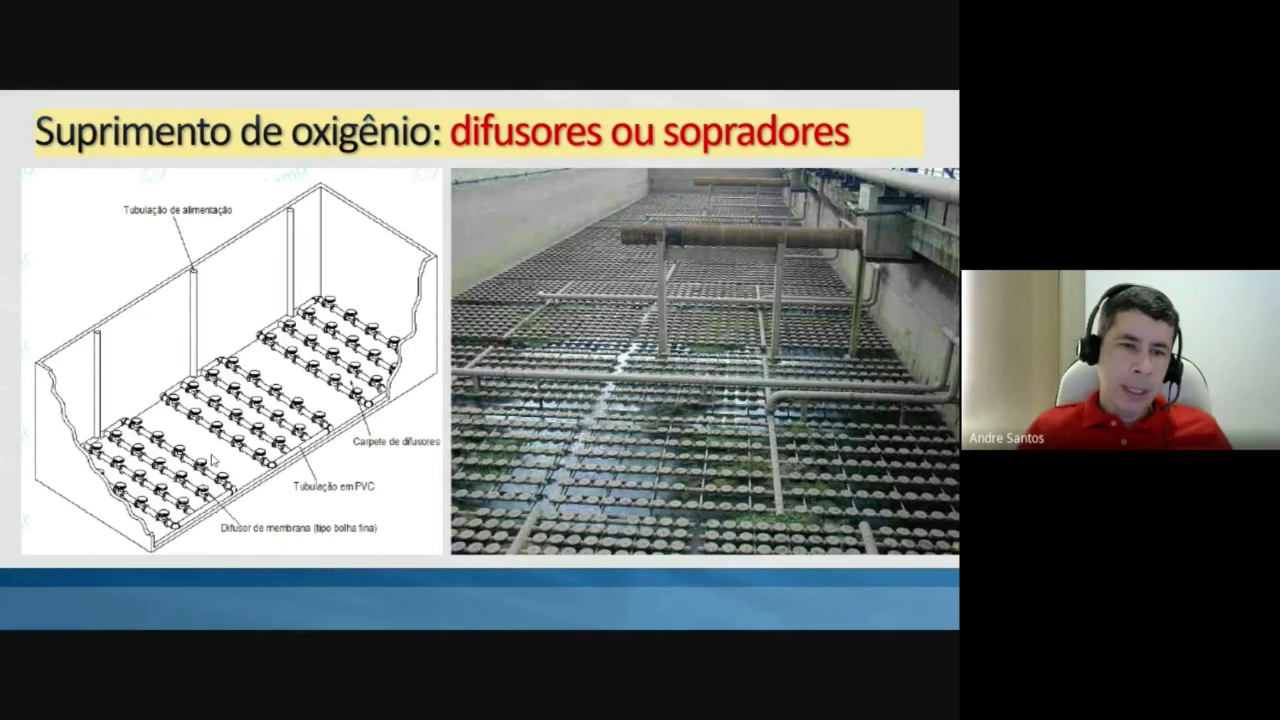 Suprimento de oxigênio: difusores ou sopradores
Tubulação de alimentação
Carpete de difusores
Tubulação em PVC
Difusor de membrana (tipo bolha fina)
Andre Santos